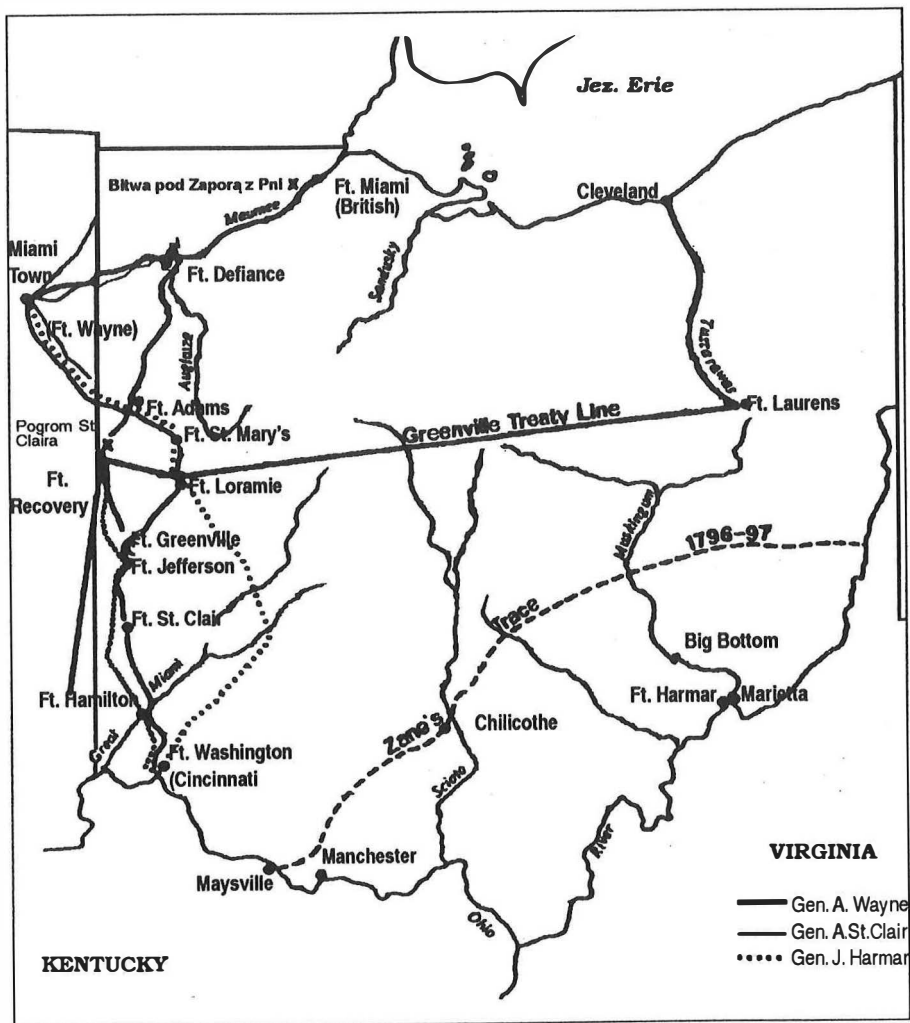 Jez. Erie
Bitwa pod Zaporą z Pni
Ft. Miami
(British)
Cleveland
Maumee
Miami
Town
Ft. Defiance
Sandusky
(Ft. Wayne)
Auglaize
Tuscarawas
Ft. Adams
Ft. Laurens
Pogrom St.
Claira
Ft. St. Mary's
Greenville Treaty Line
Ft.
Recovery
Ft. Loramie
Muskingum
Ft. Greenville
Ft. Jefferson
1796-97
Ft. St. Clair
Trace
Big Bottom
Miami
Ft. Hamilton
Ft. Harmar
Marietta
Great
Zane's
Chilicothe
Ft. Washington
(Cincinnati
Scioto
River
Maysville
Manchester
VIRGINIA
Ohio
Gen. A. Wayne
Gen. A.St.Clair
Gen. J. Harmar
KENTUCKY